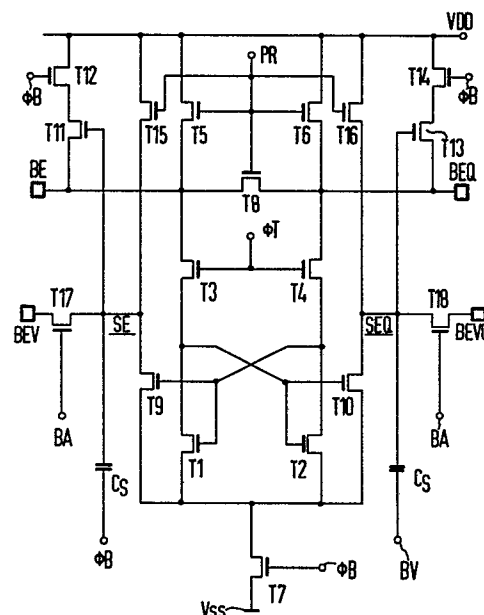 VDD
PR
T12
T14
ΦB
ΦB
T11
T15
T5
T6
T16
T13
BE
BEQ
T8
ΦT
T3
T4
T17
T18
BEV
SE
SEQ
BEVQ
T9
T10
BA
BA
T1
T2
Cs
Cs
ΦB
ΦB
BV
T7
Vss